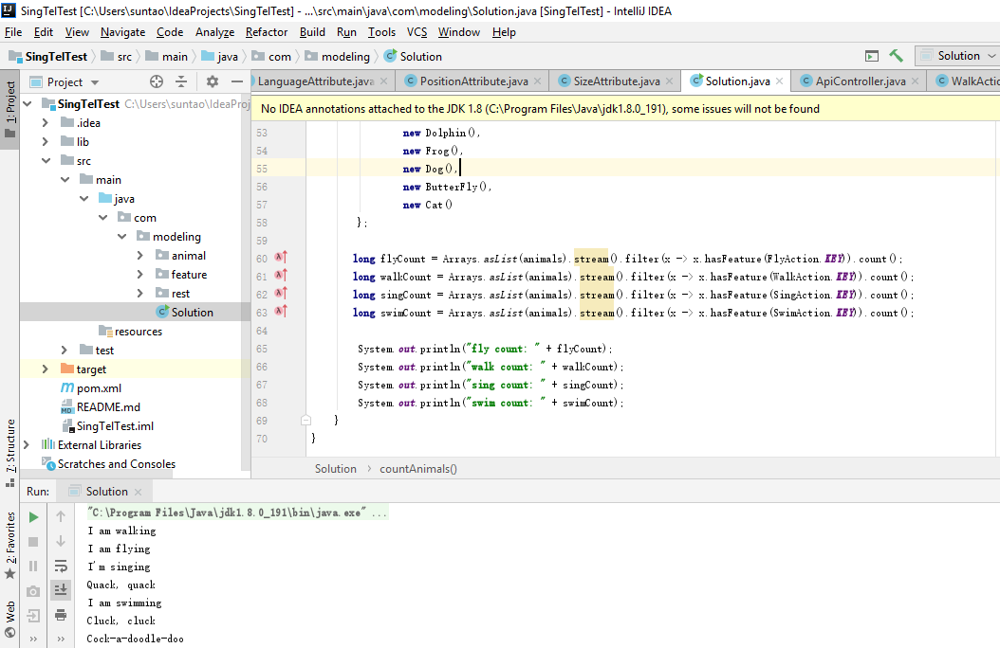 SingTelTest [C:\Users\suntao\IdeaProjects\SingTelTest] - ...\src\main\java\com\modeling\Solution.java [SingTelTest] - IntelliJ IDEA
File Edit View Navigate Code Analyze Refactor Build Run Tools VCS Window Help
SingTelTest src main java com modeling Solution Solution
Project LanguageAttribute.java PositionAttribute.java SizeAttribute.java Solution.java ApiController.java WalkActio
No IDEA annotations attached to the JDK 1.8 (C:\Program Files\Java\jdk1.8.0_191), some issues will not be found
1: Project
SingTelTest C:\Users\suntao\IdeaProj
.idea
lib
src
main
java
com
modeling
animal
feature
rest
Solution
resources
test
target
pom.xml
README.md
SingTelTest.iml
External Libraries
Scratches and Consoles
53 new Dolphin(),
54 new Frog(),
55 new Dog(),
56 new ButterFly(),
57 new Cat()
58 };
59
60 long flyCount = Arrays.asList(animals).stream().filter(x -> x.hasFeature(FlyAction.KEY)).count();
61 long walkCount = Arrays.asList(animals).stream().filter(x -> x.hasFeature(WalkAction.KEY)).count();
62 long singCount = Arrays.asList(animals).stream().filter(x -> x.hasFeature(SingAction.KEY)).count();
63 long swimCount = Arrays.asList(animals).stream().filter(x -> x.hasFeature(SwimAction.KEY)).count();
64
65 System.out.println("fly count: " + flyCount);
66 System.out.println("walk count: " + walkCount);
67 System.out.println("sing count: " + singCount);
68 System.out.println("swim count: " + swimCount);
69 }
70 }
Solution countAnimals()
7: Structure
2: Favorites
Web
Run: Solution
"C:\Program Files\Java\jdk1.8.0_191\bin\java.exe" ...
I am walking
I am flying
I'm singing
Quack, quack
I am swimming
Cluck, cluck
Cock-a-doodle-doo